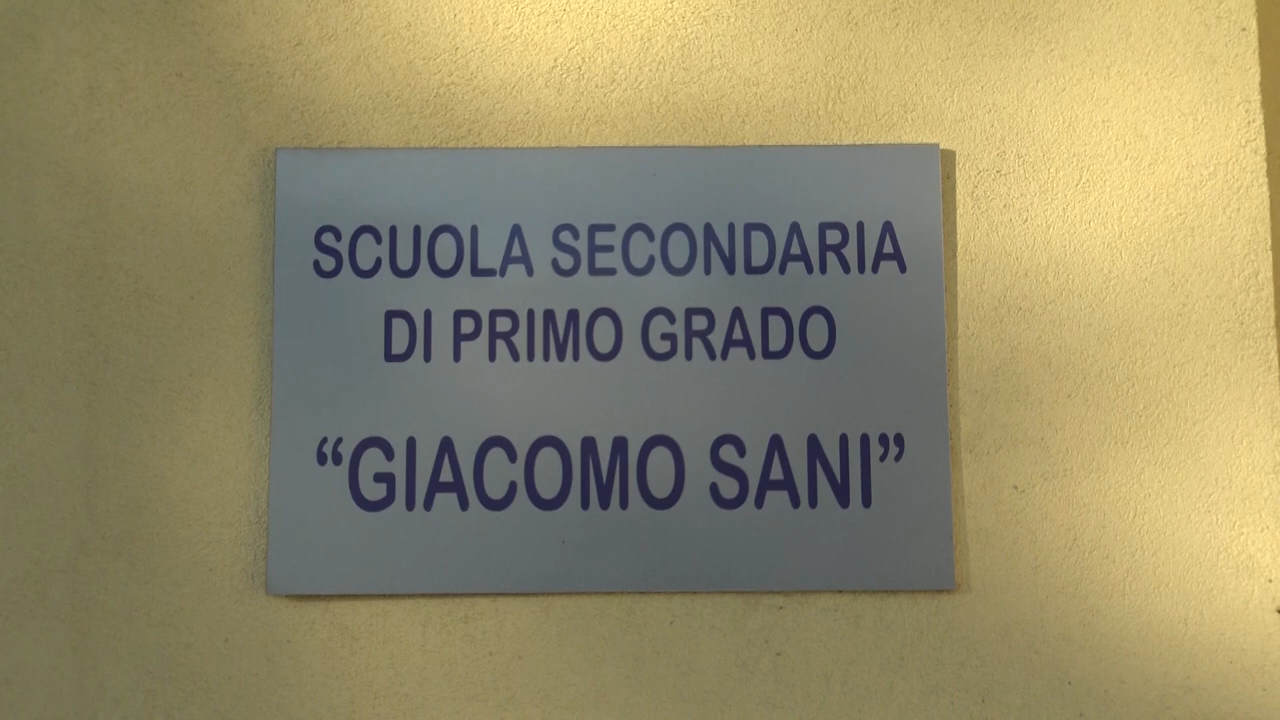 SCUOLA SECONDARIA
DI PRIMO GRADO
“GIACOMO SANI”